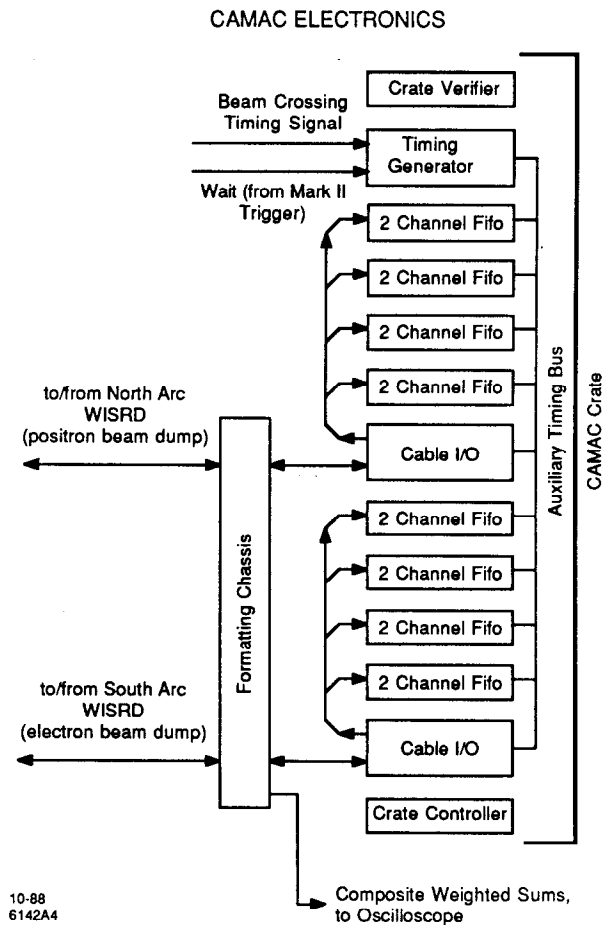 CAMAC ELECTRONICS
Crate Verifier
Beam Crossing
Timing Signal
Timing
Generator
Wait (from Mark II
Trigger)
2 Channel Fifo
2 Channel Fifo
2 Channel Fifo
2 Channel Fifo
to/from North Arc
WISRD
(positron beam dump)
Cable I/O
Auxiliary Timing Bus
CAMAC Crate
2 Channel Fifo
2 Channel Fifo
2 Channel Fifo
2 Channel Fifo
Formatting Chassis
to/from South Arc
WISRD
(electron beam dump)
Cable I/O
Crate Controller
Composite Weighted Sums,
to Oscilloscope
10-88
6142A4